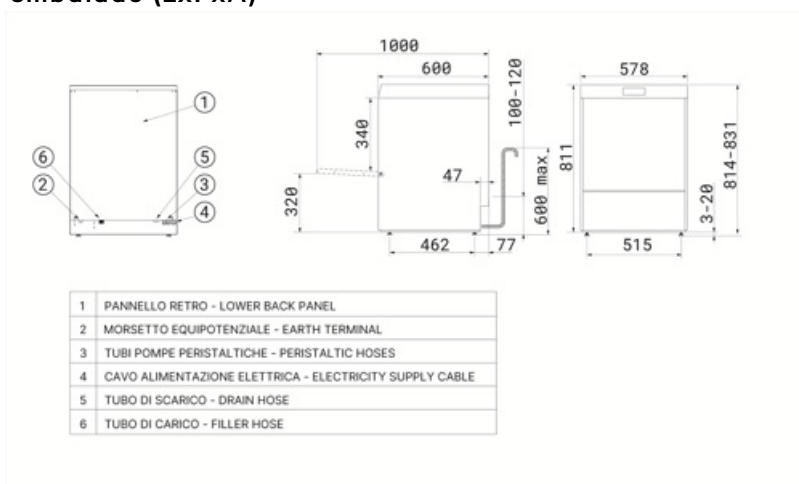 1000
600
578
1
340
100-120
6
5
47
811
814-831
2
3
320
600 max
3-20
4
462
77
515
1 PANNELLO RETRO - LOWER BACK PANEL
2 MORSETTO EQUIPOTENZIALE - EARTH TERMINAL
3 TUBI POMPE PERISTALTICHE - PERISTALTIC HOSES
4 CAVO ALIMENTAZIONE ELETTRICA - ELECTRICITY SUPPLY CABLE
5 TUBO DI SCARICO - DRAIN HOSE
6 TUBO DI CARICO - FILLER HOSE